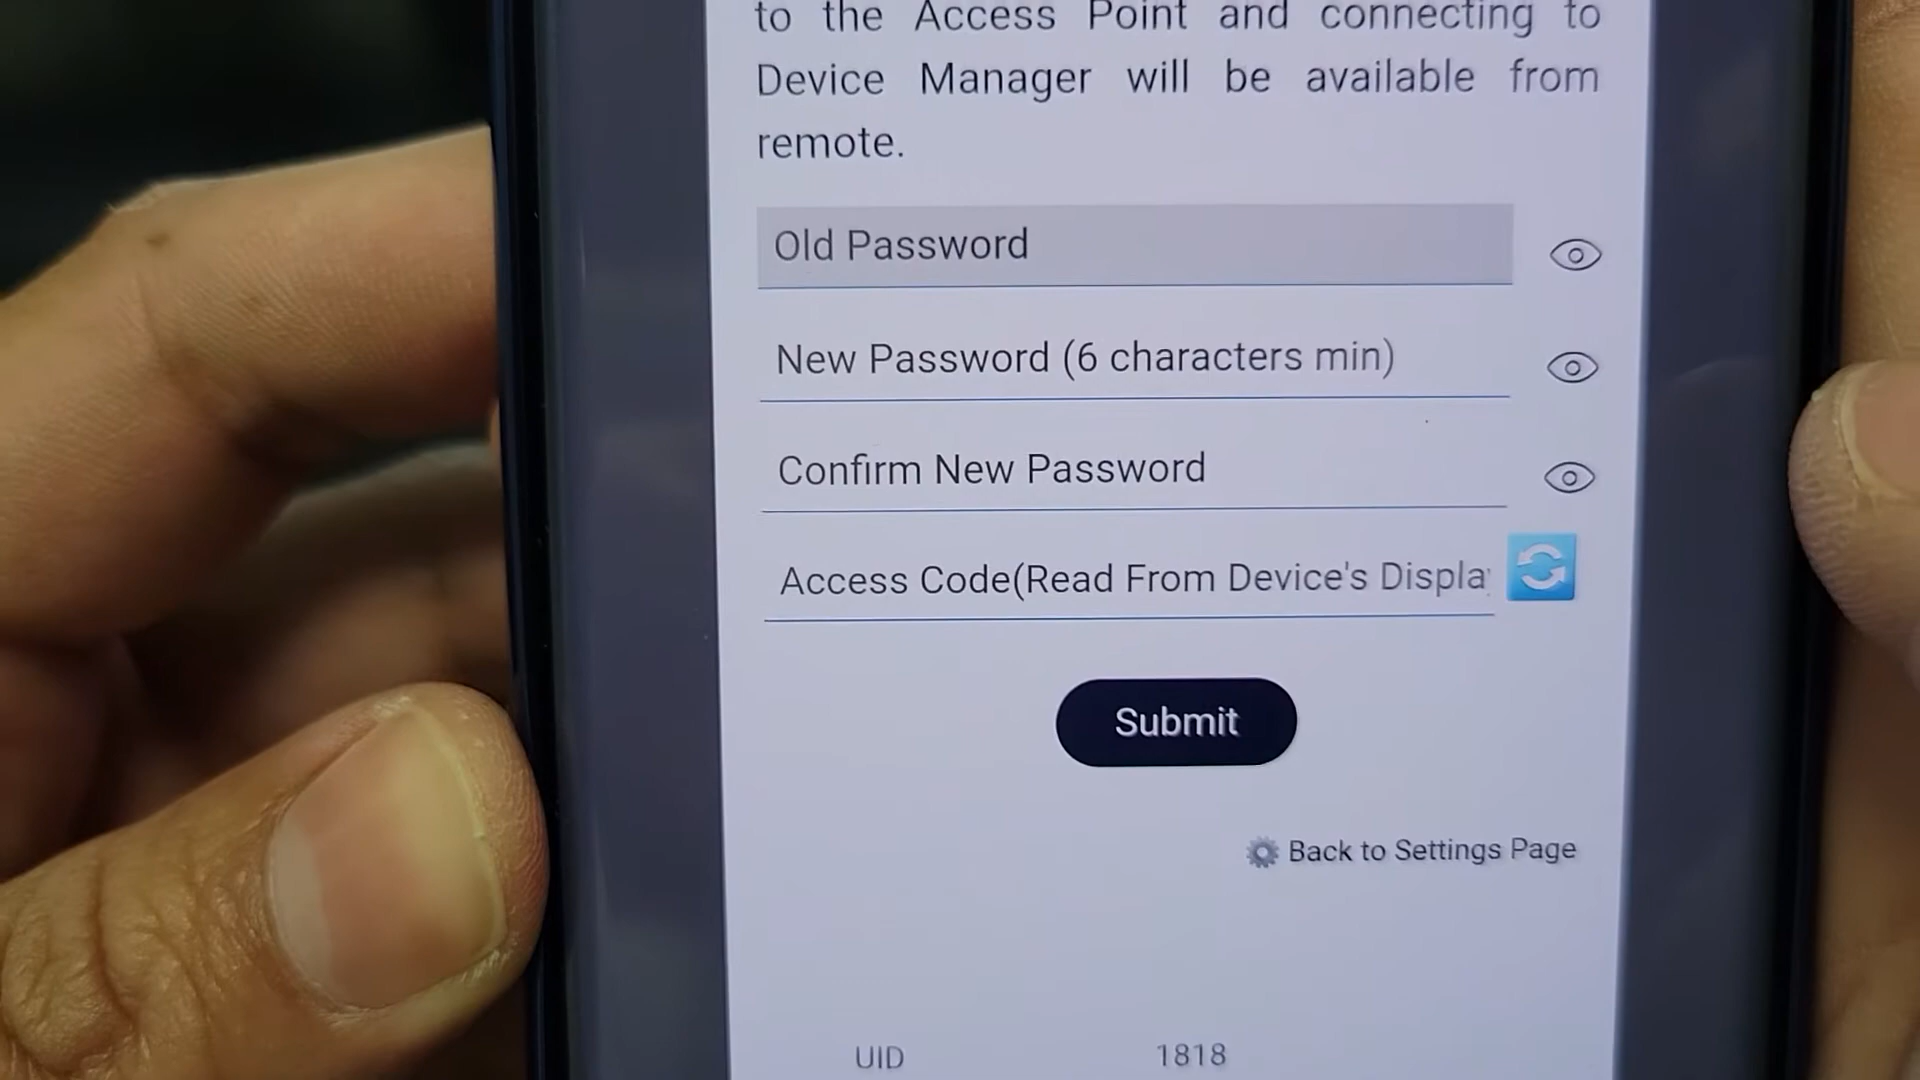 to the Access Point and connecting to
Device Manager will be available from
remote.
Old Password
New Password (6 characters min)
Confirm New Password
Access Code(Read From Device's Displa
Submit
Back to Settings Page
UID 1818